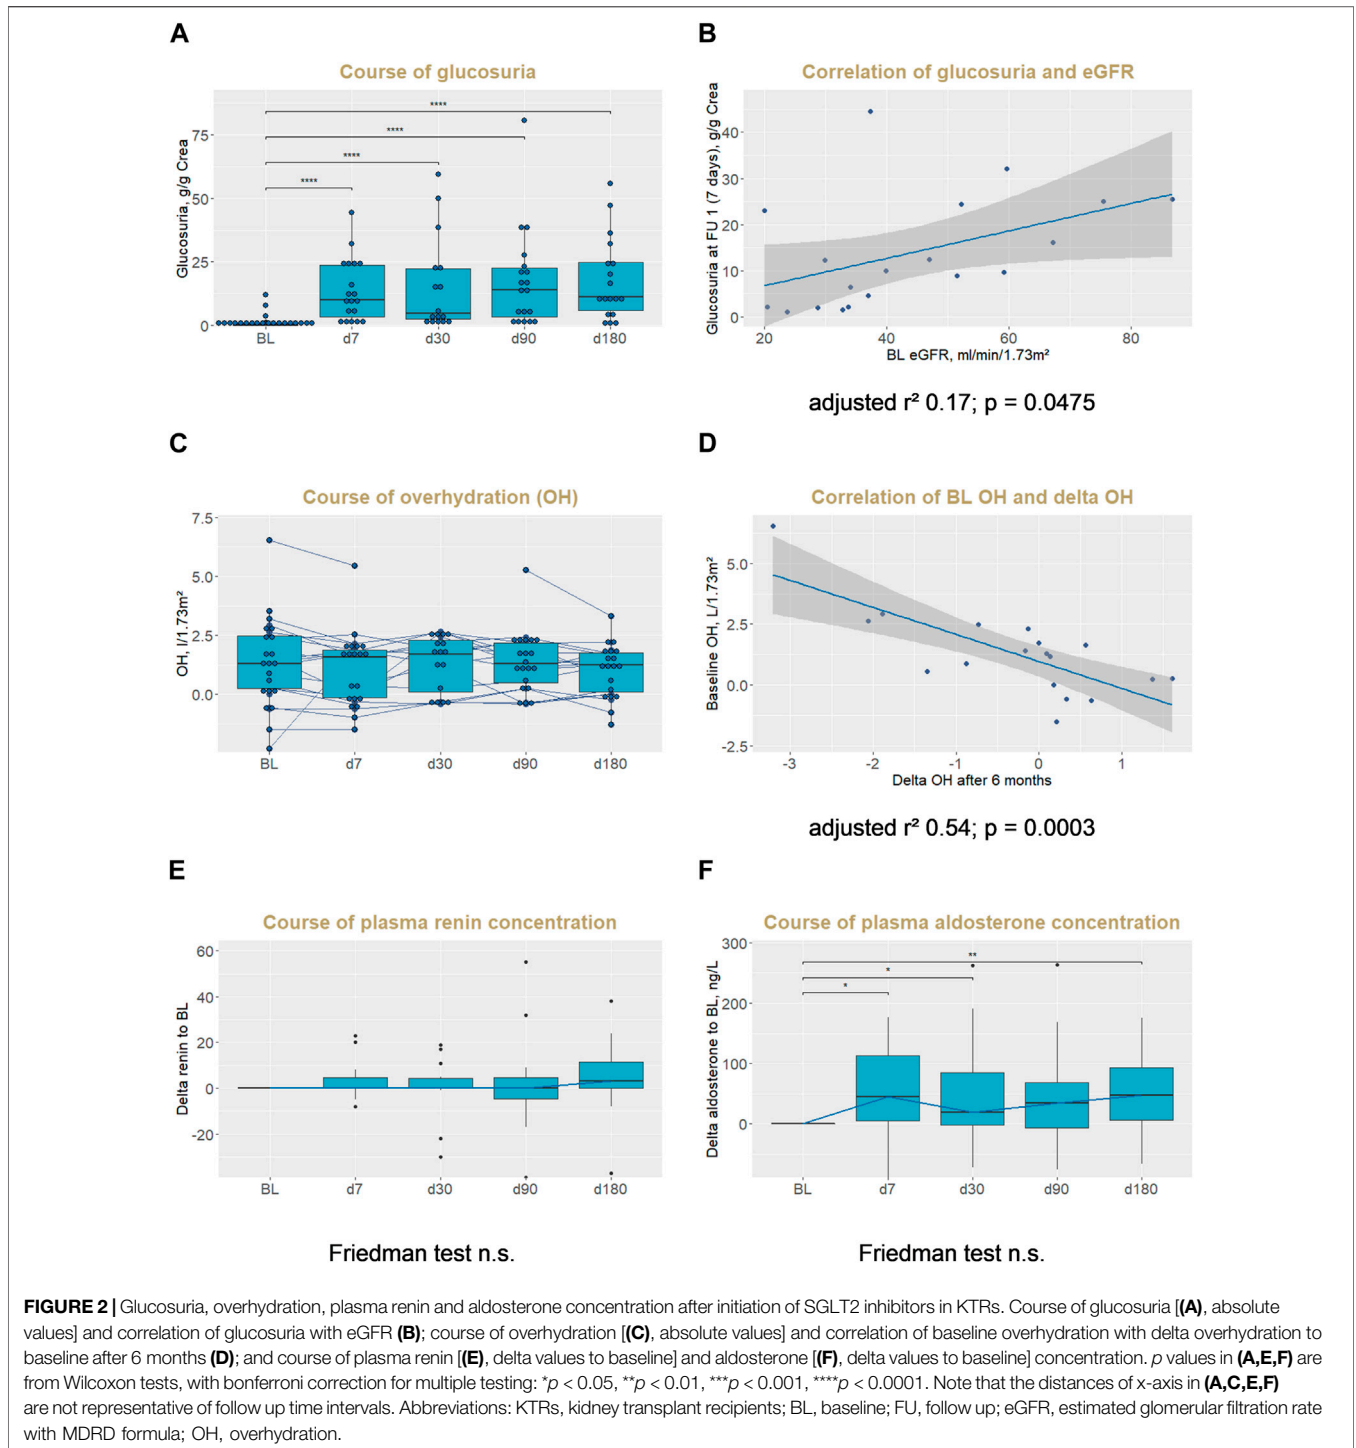 A
Course of glucosuria
Glucosuria, g/g Crea
75
50
25
0
****
****
****
****
BL d7 d30 d90 d180
B
Correlation of glucosuria and eGFR
Glucosuria at FU 1 (7 days), g/g Crea
40
30
20
10
0
20 40 60 80
BL eGFR, ml/min/1.73m²
adjusted r² 0.17; p = 0.0475
C
Course of overhydration (OH)
OH, l/1.73m²
7.5
5.0
2.5
0.0
BL d7 d30 d90 d180
D
Correlation of BL OH and delta OH
Baseline OH, L/1.73m²
5.0
2.5
0.0
-2.5
-3 -2 -1 0 1
Delta OH after 6 months
adjusted r² 0.54; p = 0.0003
E
Course of plasma renin concentration
Delta renin to BL
60
40
20
0
-20
BL d7 d30 d90 d180
Friedman test n.s.
F
Course of plasma aldosterone concentration
Delta aldosterone to BL, ng/L
300
200
100
0
**
*
*
BL d7 d30 d90 d180
Friedman test n.s.
FIGURE 2 | Glucosuria, overhydration, plasma renin and aldosterone concentration after initiation of SGLT2 inhibitors in KTRs. Course of glucosuria [(A), absolute
values] and correlation of glucosuria with eGFR (B); course of overhydration [(C), absolute values] and correlation of baseline overhydration with delta overhydration to
baseline after 6 months (D); and course of plasma renin [(E), delta values to baseline] and aldosterone [(F), delta values to baseline] concentration. p values in (A,E,F) are
from Wilcoxon tests, with bonferroni correction for multiple testing: *p < 0.05, **p < 0.01, ***p < 0.001, ****p < 0.0001. Note that the distances of x-axis in (A,C,E,F)
are not representative of follow up time intervals. Abbreviations: KTRs, kidney transplant recipients; BL, baseline; FU, follow up; eGFR, estimated glomerular filtration rate
with MDRD formula; OH, overhydration.